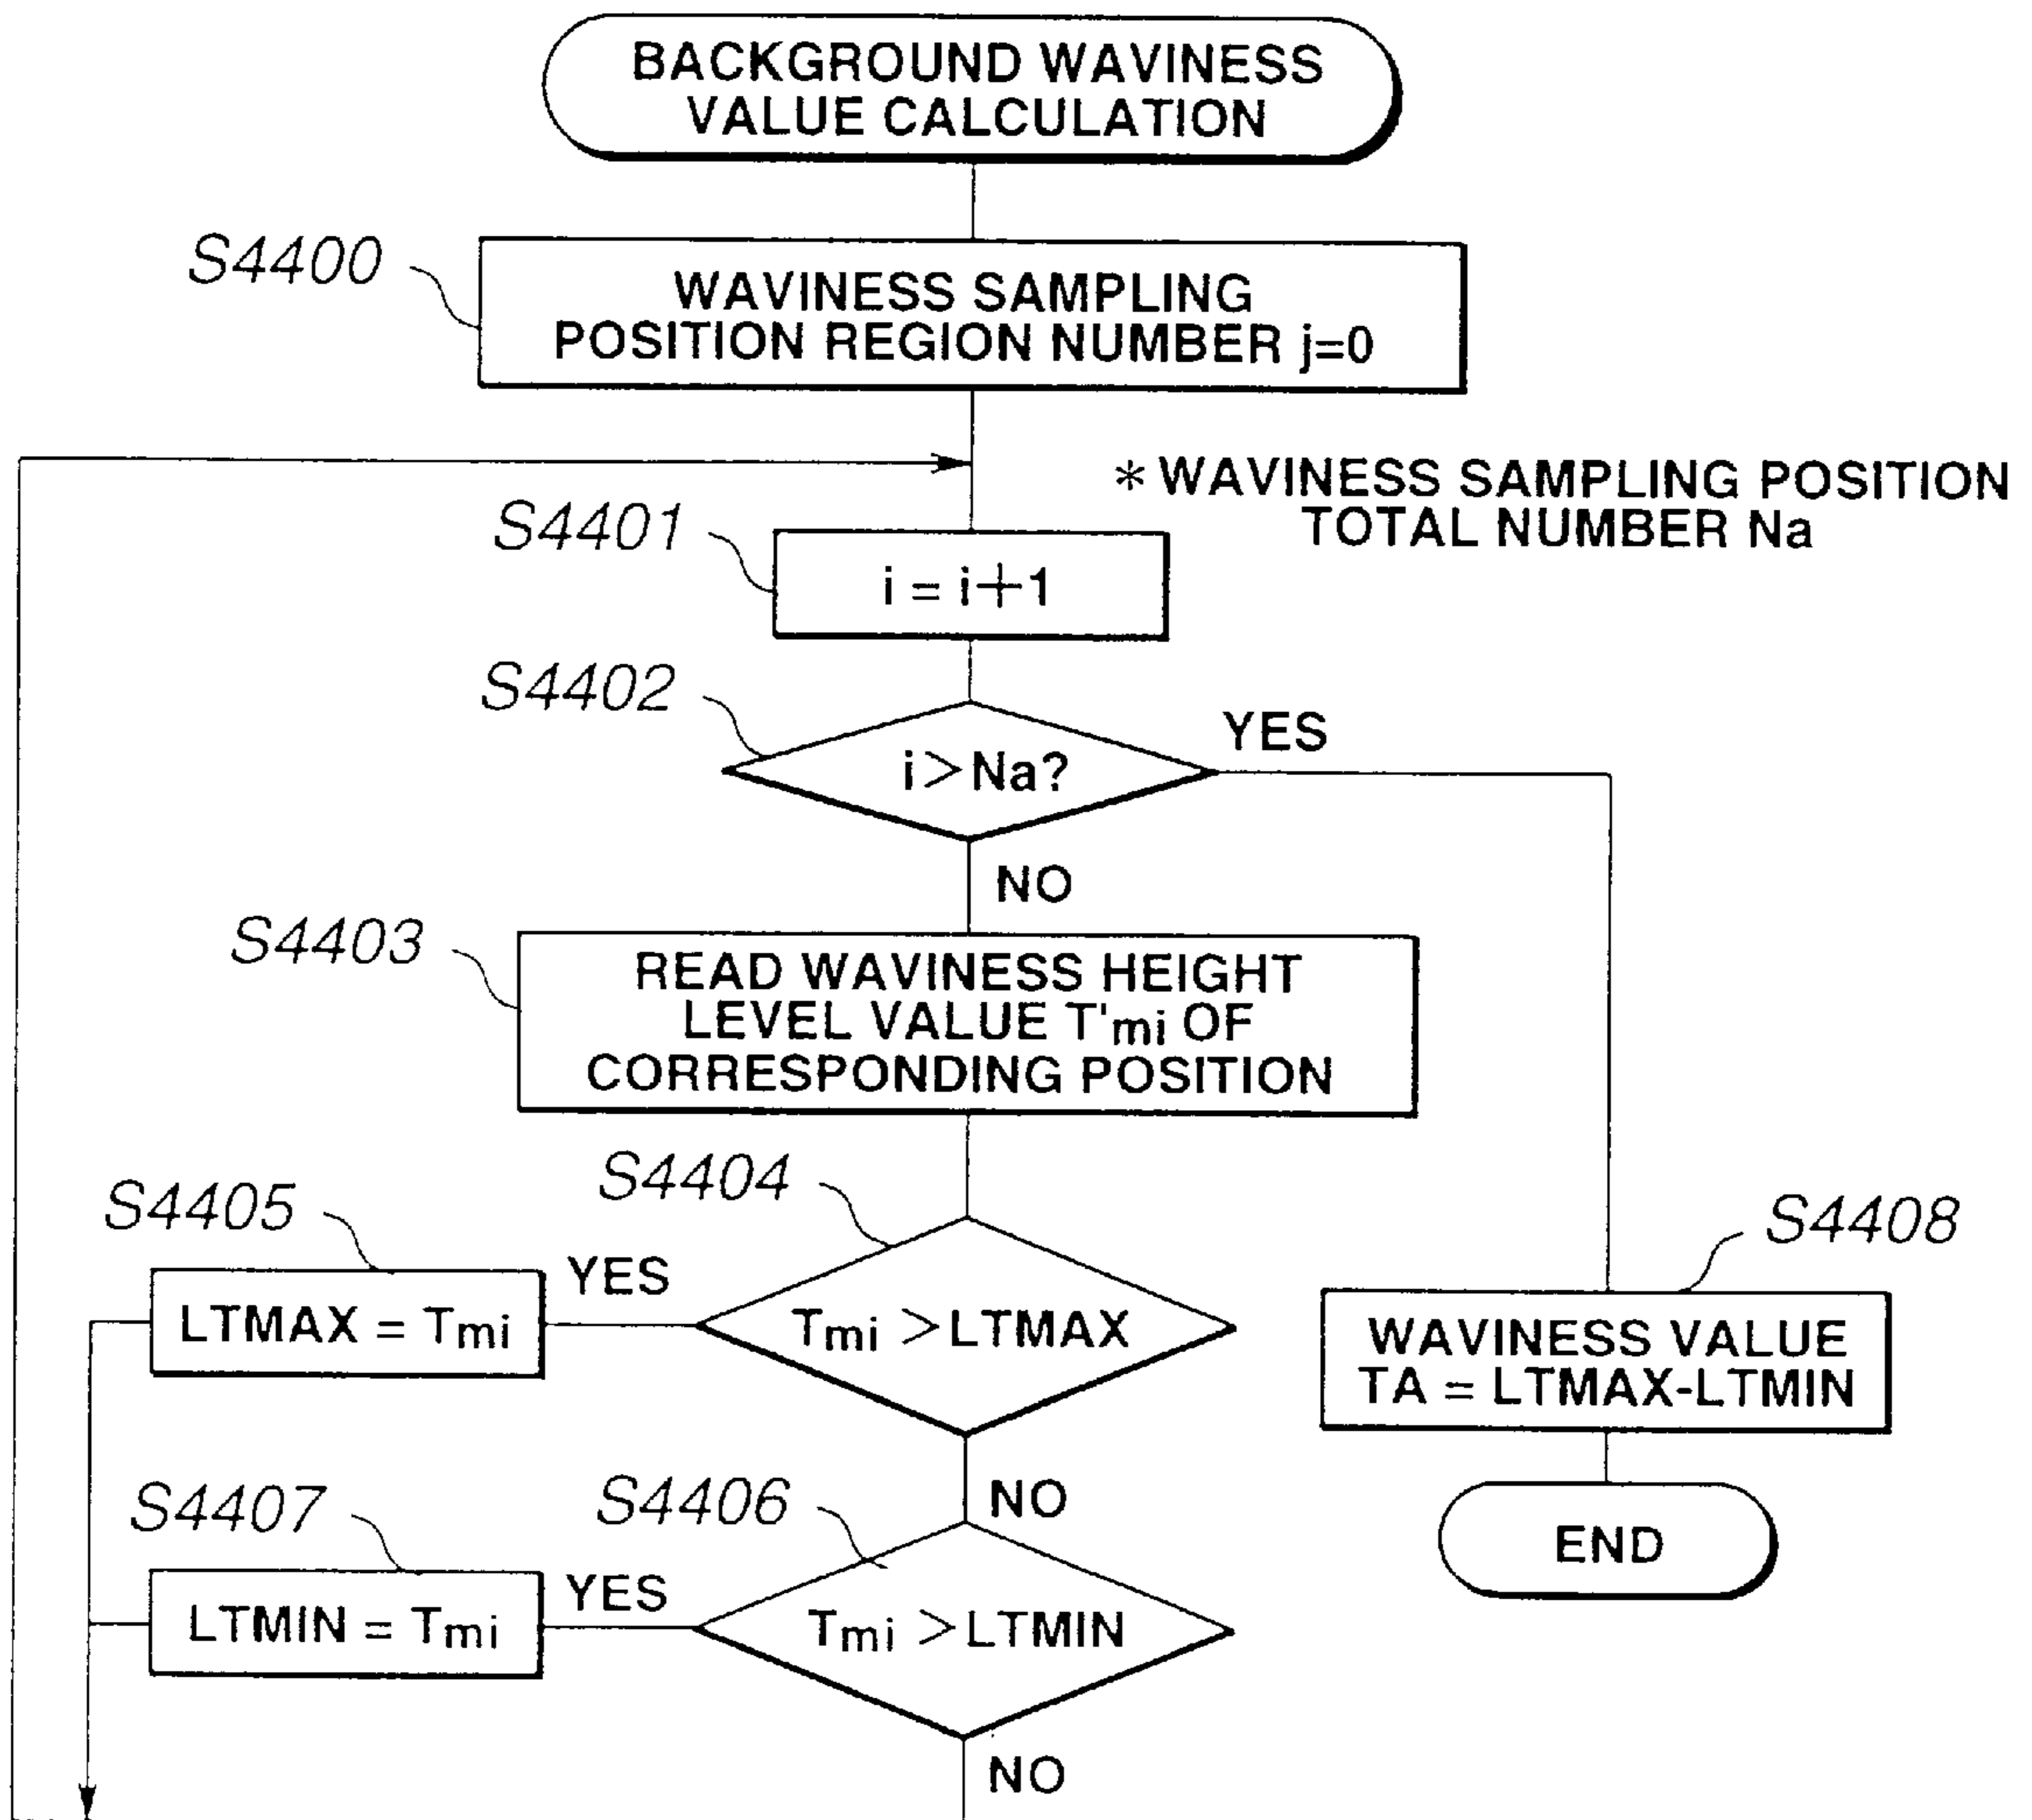 BACKGROUND WAVINESS
VALUE CALCULATION
S4400
WAVINESS SAMPLING
POSITION REGION NUMBER j=0
* WAVINESS SAMPLING POSITION
TOTAL NUMBER Na
S4401
i = i+1
S4402
i>Na?
YES
NO
S4403
READ WAVINESS HEIGHT
LEVEL VALUE T'mi OF
CORRESPONDING POSITION
S4404
S4405
YES
LTMAX = Tmi
Tmi >LTMAX
S4408
WAVINESS VALUE
TA = LTMAX-LTMIN
NO
S4406
S4407
YES
LTMIN = Tmi
Tmi >LTMIN
END
NO